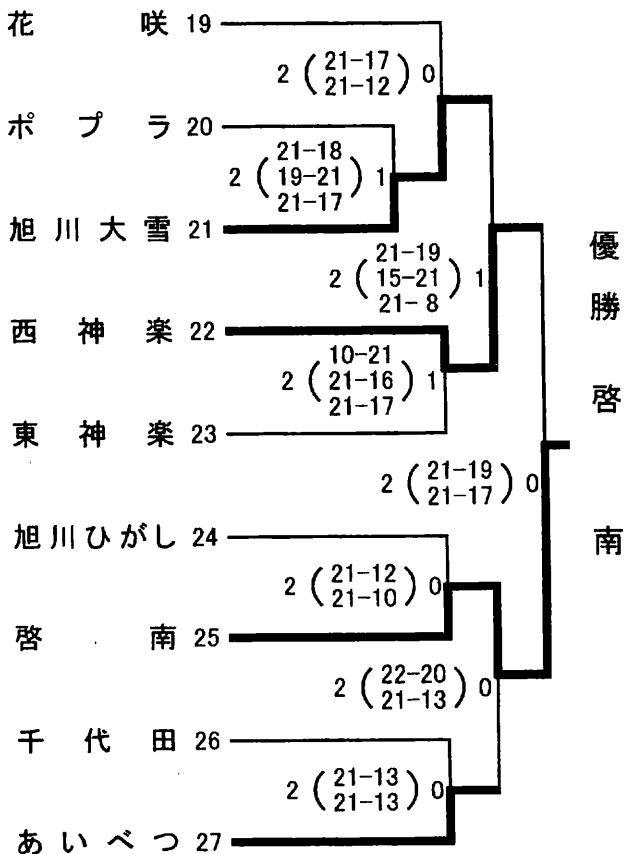 花咲 19
2 (21-17 21-12) 0
ポプラ 20
2 (21-18 19-21 21-17) 1
旭川大雪 21
2 (21-19 15-21 21-8) 1
西神楽 22
2 (10-21 21-16 21-17) 1
東神楽 23
2 (21-19 21-17) 0
旭川ひがし 24
2 (21-12 21-10) 0
啓南 25
2 (22-20 21-13) 0
千代田 26
2 (21-13 21-13) 0
あいべつ 27
優勝 啓南